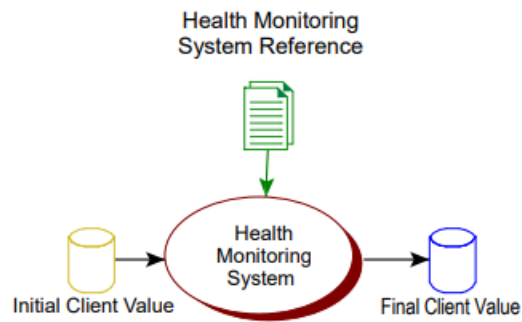 Health Monitoring
System Reference
Health
Monitoring
System
Initial Client Value
Final Client Value